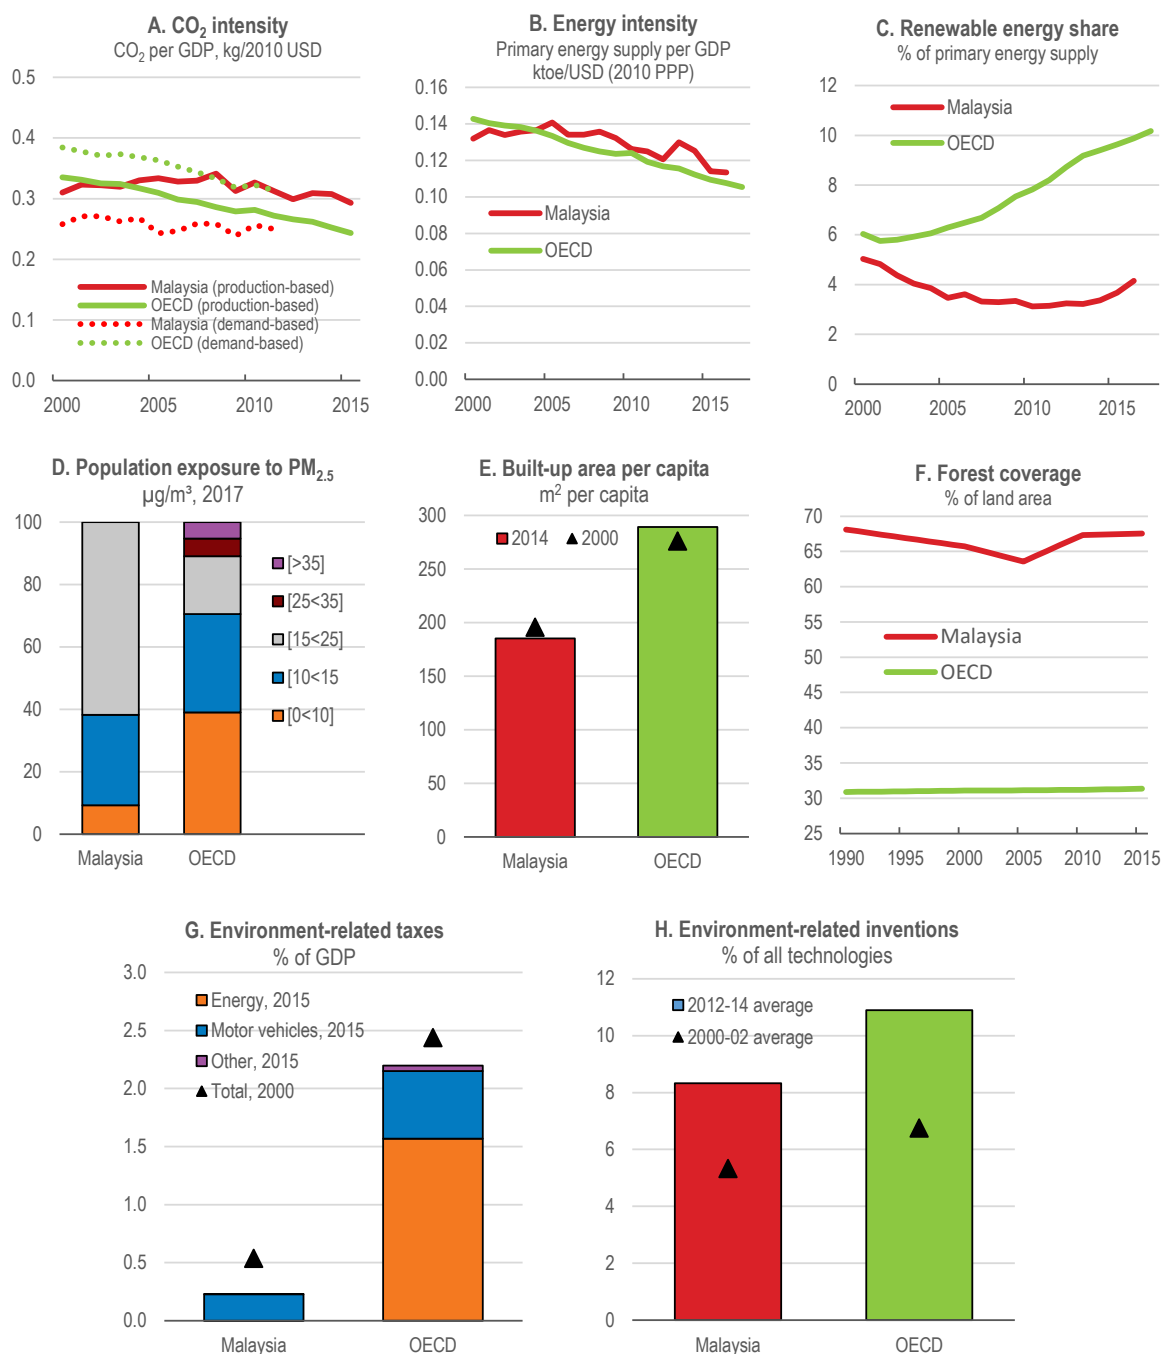 A. CO₂ intensity
CO₂ per GDP, kg/2010 USD
0.5
0.4
0.3
0.2
0.1
0.0
Malaysia (production-based)
OECD (production-based)
Malaysia (demand-based)
OECD (demand-based)
2000 2005 2010 2015
B. Energy intensity
Primary energy supply per GDP
ktoe/USD (2010 PPP)
0.16
0.14
0.12
0.10
0.08
0.06
0.04
0.02
0.00
Malaysia
OECD
2000 2005 2010 2015
C. Renewable energy share
% of primary energy supply
12
10
8
6
4
2
0
Malaysia
OECD
2000 2005 2010 2015
D. Population exposure to PM₂.₅
µg/m³, 2017
100
80
60
40
20
0
[>35]
[25<35]
[15<25]
[10<15
[0<10]
Malaysia OECD
E. Built-up area per capita
m² per capita
300
250
200
150
100
50
0
2014 2000
Malaysia OECD
F. Forest coverage
% of land area
70
65
60
55
50
45
40
35
30
25
Malaysia
OECD
1990 1995 2000 2005 2010 2015
G. Environment-related taxes
% of GDP
3.0
2.5
2.0
1.5
1.0
0.5
0.0
Energy, 2015
Motor vehicles, 2015
Other, 2015
Total, 2000
Malaysia OECD
H. Environment-related inventions
% of all technologies
12
10
8
6
4
2
0
2012-14 average
2000-02 average
Malaysia OECD